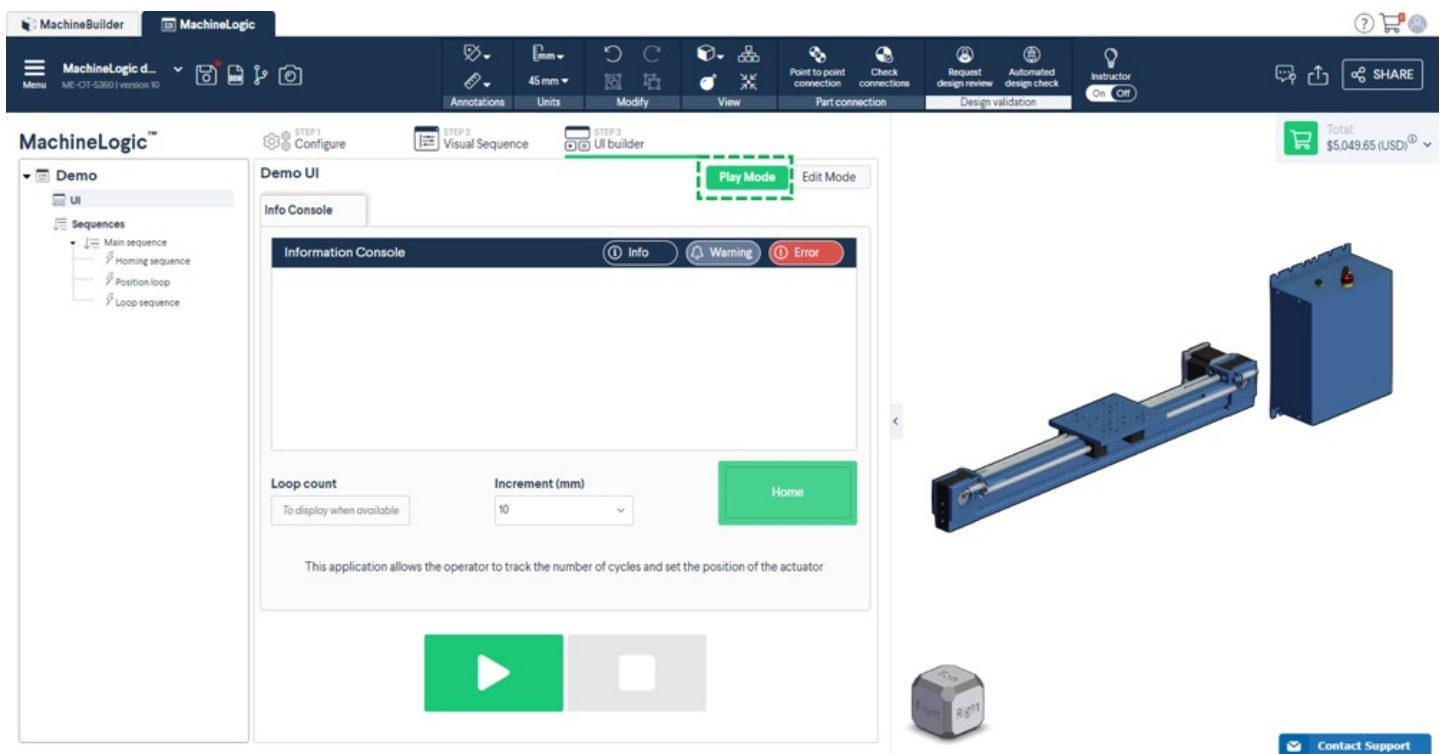 MachineBuilder
MachineLogic
Menu
MachineLogic d...
ME-OT-5360 | version 10
Annotations
mm
45 mm
Units
Modify
View
Point to point connection
Check connections
Part connection
Request design review
Automated design check
Design validation
Instructor
On Off
SHARE
MachineLogic™
STEP 1
Configure
STEP 2
Visual Sequence
STEP 3
UI builder
Total:
$5,049.65 (USD)
Demo
UI
Sequences
Main sequence
Homing sequence
Position loop
Loop sequence
Demo UI
Play Mode
Edit Mode
Info Console
Information Console
Info
Warning
Error
Loop count
To display when available
Increment (mm)
10
Home
This application allows the operator to track the number of cycles and set the position of the actuator
Top
Front
Right
Contact Support